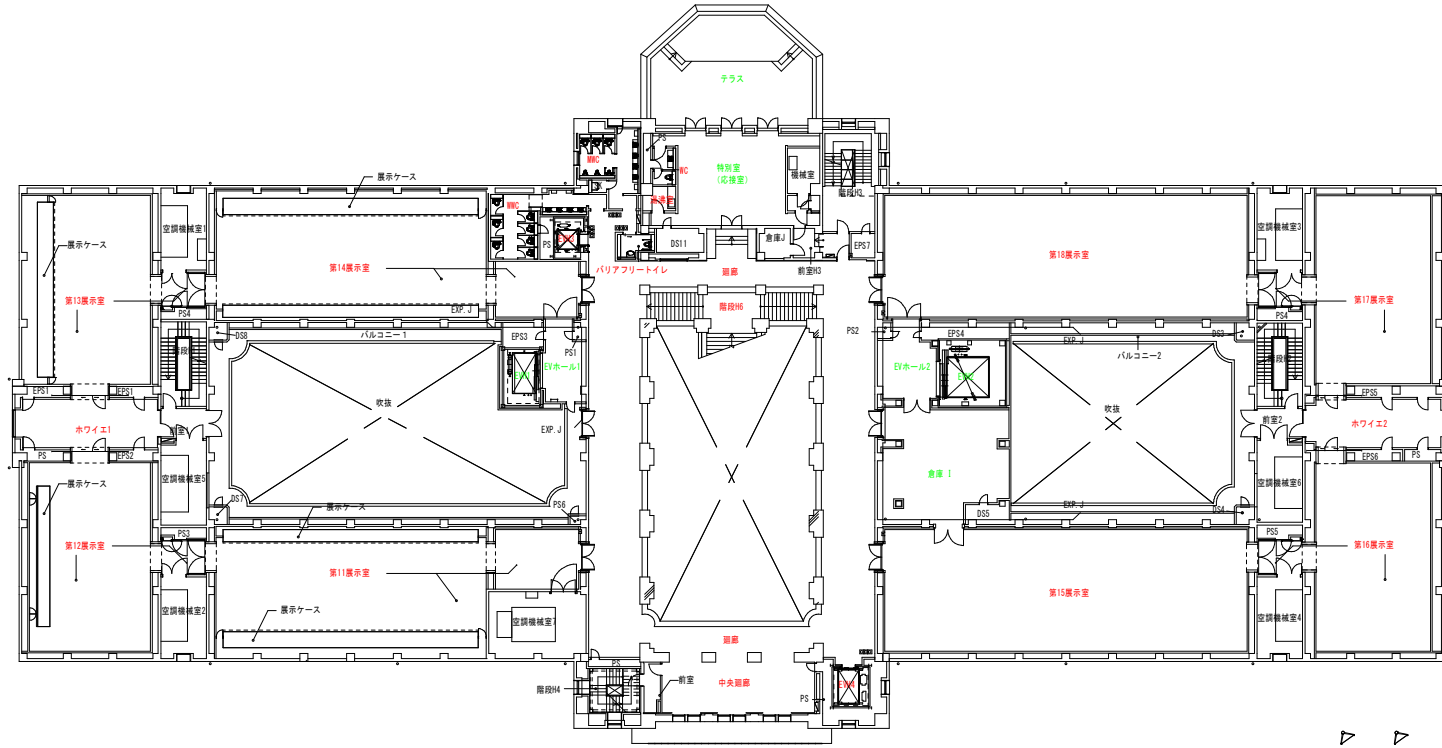 テラス
PS
MWC
WC
特別室
(応接室)
機械室
階段H3
展示ケース
WWC
湯沸室
空調機械室1
PS
DS11
倉庫J
EPS7
空調機械室3
展示ケース
第14展示室
バリアフリートイレ
廻廊
前室H3
第18展示室
第13展示室
第17展示室
階段H6
EXP.J
PS4
PS4
DS8
バルコニー1
EPS3
PS1
PS2
EPS4
EXP.J
DS3
バルコニー2
EVホール1
EVホール2
EPS1
EPS1
吹抜
吹抜
EPS5
ホワイエ1
EXP.J
前室2
ホワイエ2
PS
EPS2
EPS6
PS
空調機械室5
倉庫 1
空調機械室6
展示ケース
DS7
展示ケース
PS6
DS5
EXP.J
DS4
PS3
PS5
第12展示室
第11展示室
第16展示室
第15展示室
空調機械室2
展示ケース
空調機械室7
空調機械室4
廻廊
PS
前室
中央廻廊
階段H4
PS